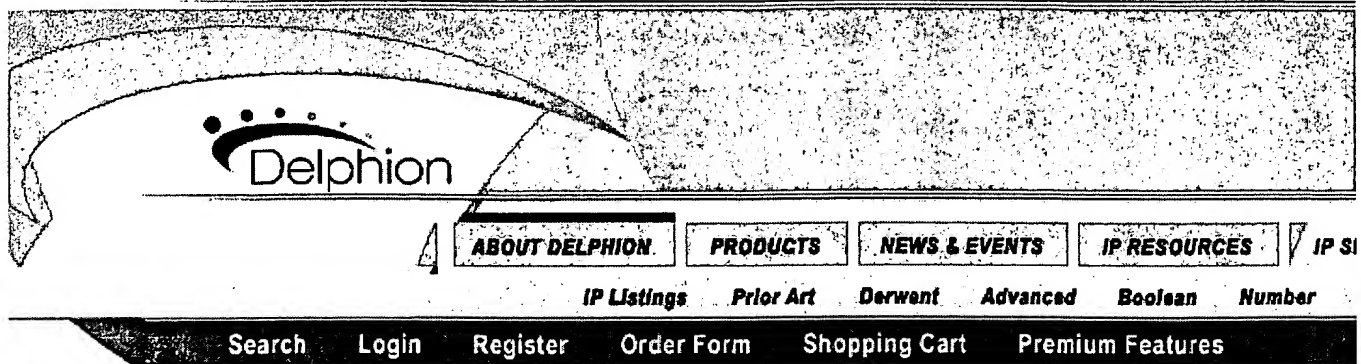 Delphion
ABOUT DELPHION PRODUCTS NEWS & EVENTS IP RESOURCES IP
IP Listings Prior Art Derwent Advanced Boolean Number
Search Login Register Order Form Shopping Cart Premium Features